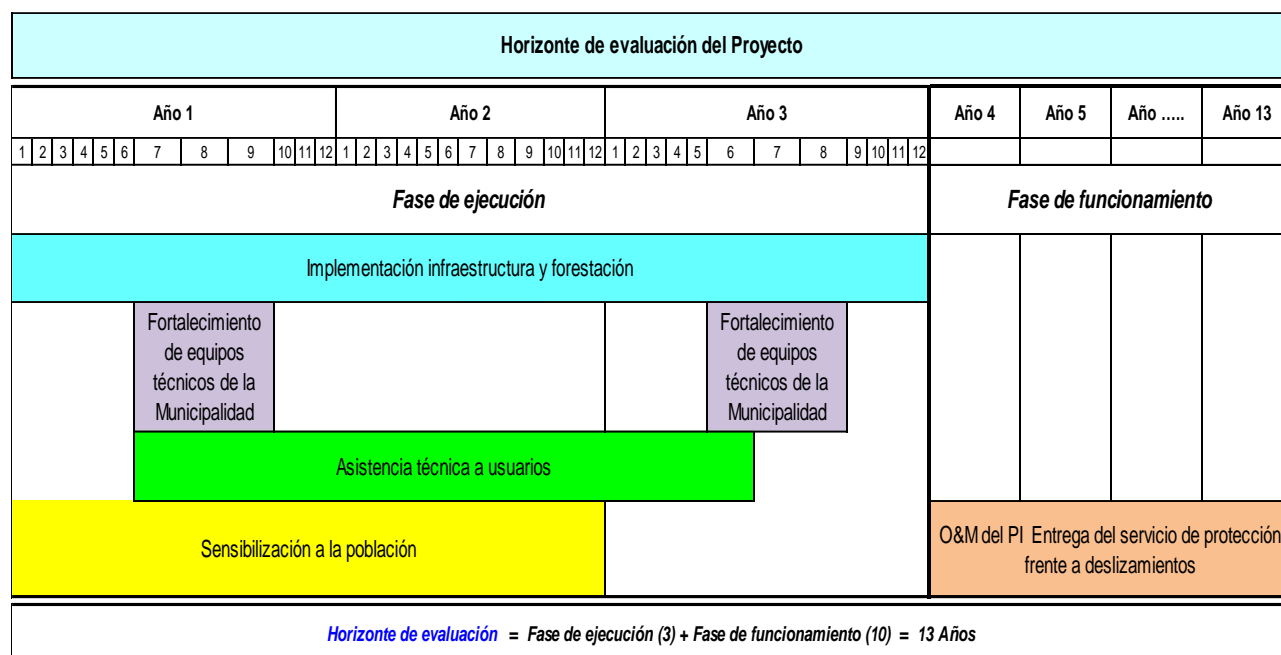 Horizonte de evaluación del Proyecto
Año 1 Año 2 Año 3 Año 4 Año 5 Año ..... Año 13
1 2 3 4 5 6 7 8 9 10 11 12 1 2 3 4 5 6 7 8 9 10 11 12 1 2 3 4 5 6 7 8 9 10 11 12
Fase de ejecución Fase de funcionamiento
Implementación infraestructura y forestación
Fortalecimiento
de equipos
técnicos de la
Municipalidad
Fortalecimiento
de equipos
técnicos de la
Municipalidad
Asistencia técnica a usuarios
Sensibilización a la población
O&M del PI Entrega del servicio de protección
frente a deslizamientos
Horizonte de evaluación = Fase de ejecución (3) + Fase de funcionamiento (10) = 13 Años